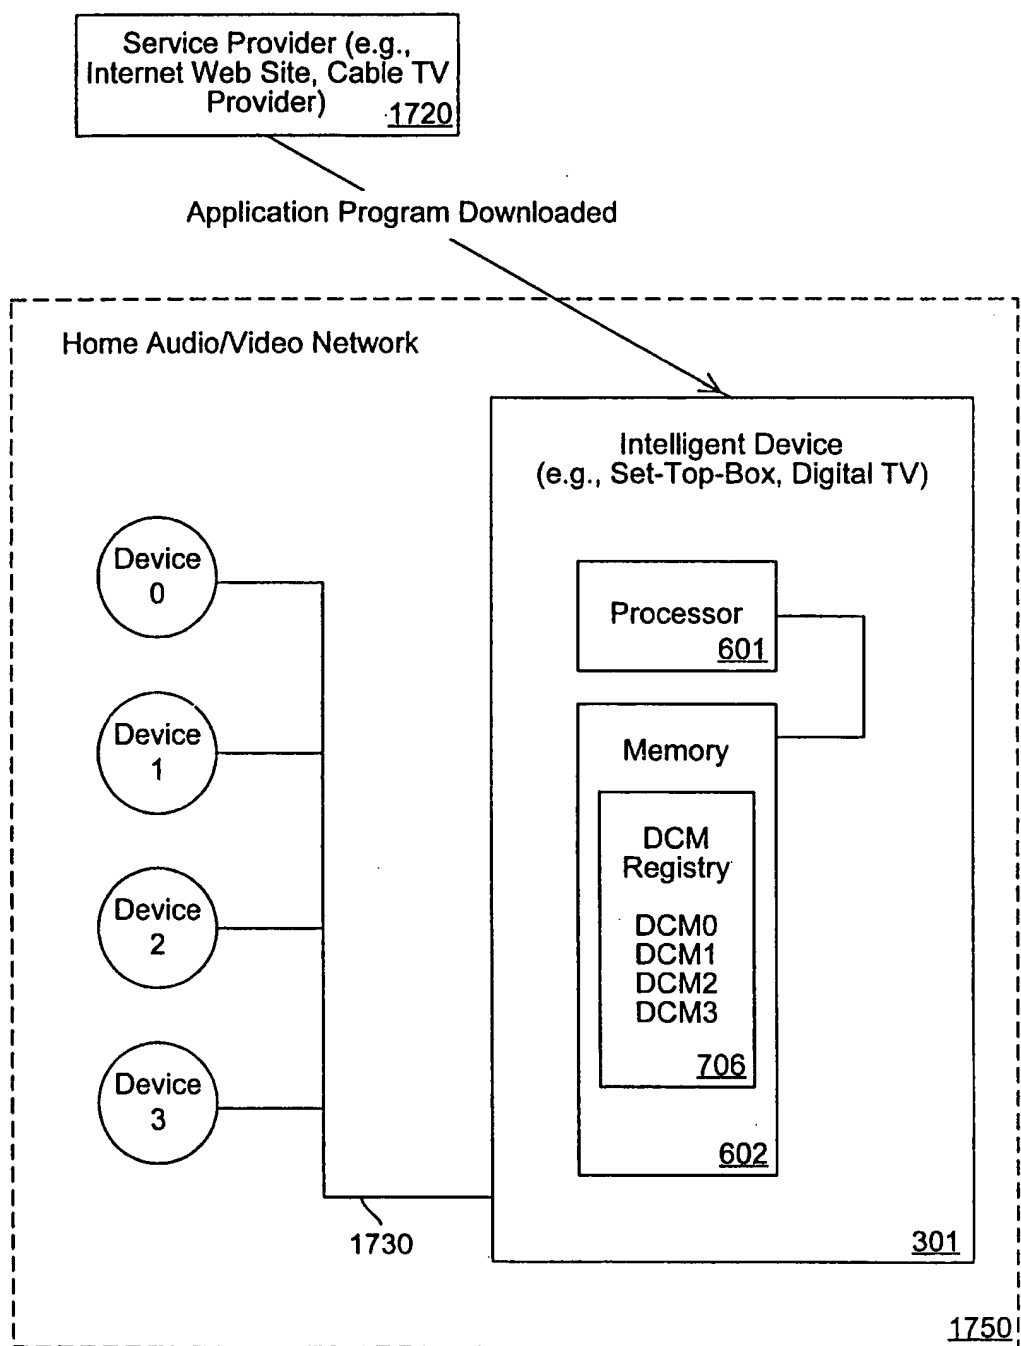 Service Provider (e.g.,
Internet Web Site, Cable TV
Provider)
1720
Application Program Downloaded
Home Audio/Video Network
Intelligent Device
(e.g., Set-Top-Box, Digital TV)
Device
0
Processor
601
Device
1
Memory
DCM
Registry
Device
2
DCM0
DCM1
DCM2
DCM3
706
Device
3
602
1730
301
1750